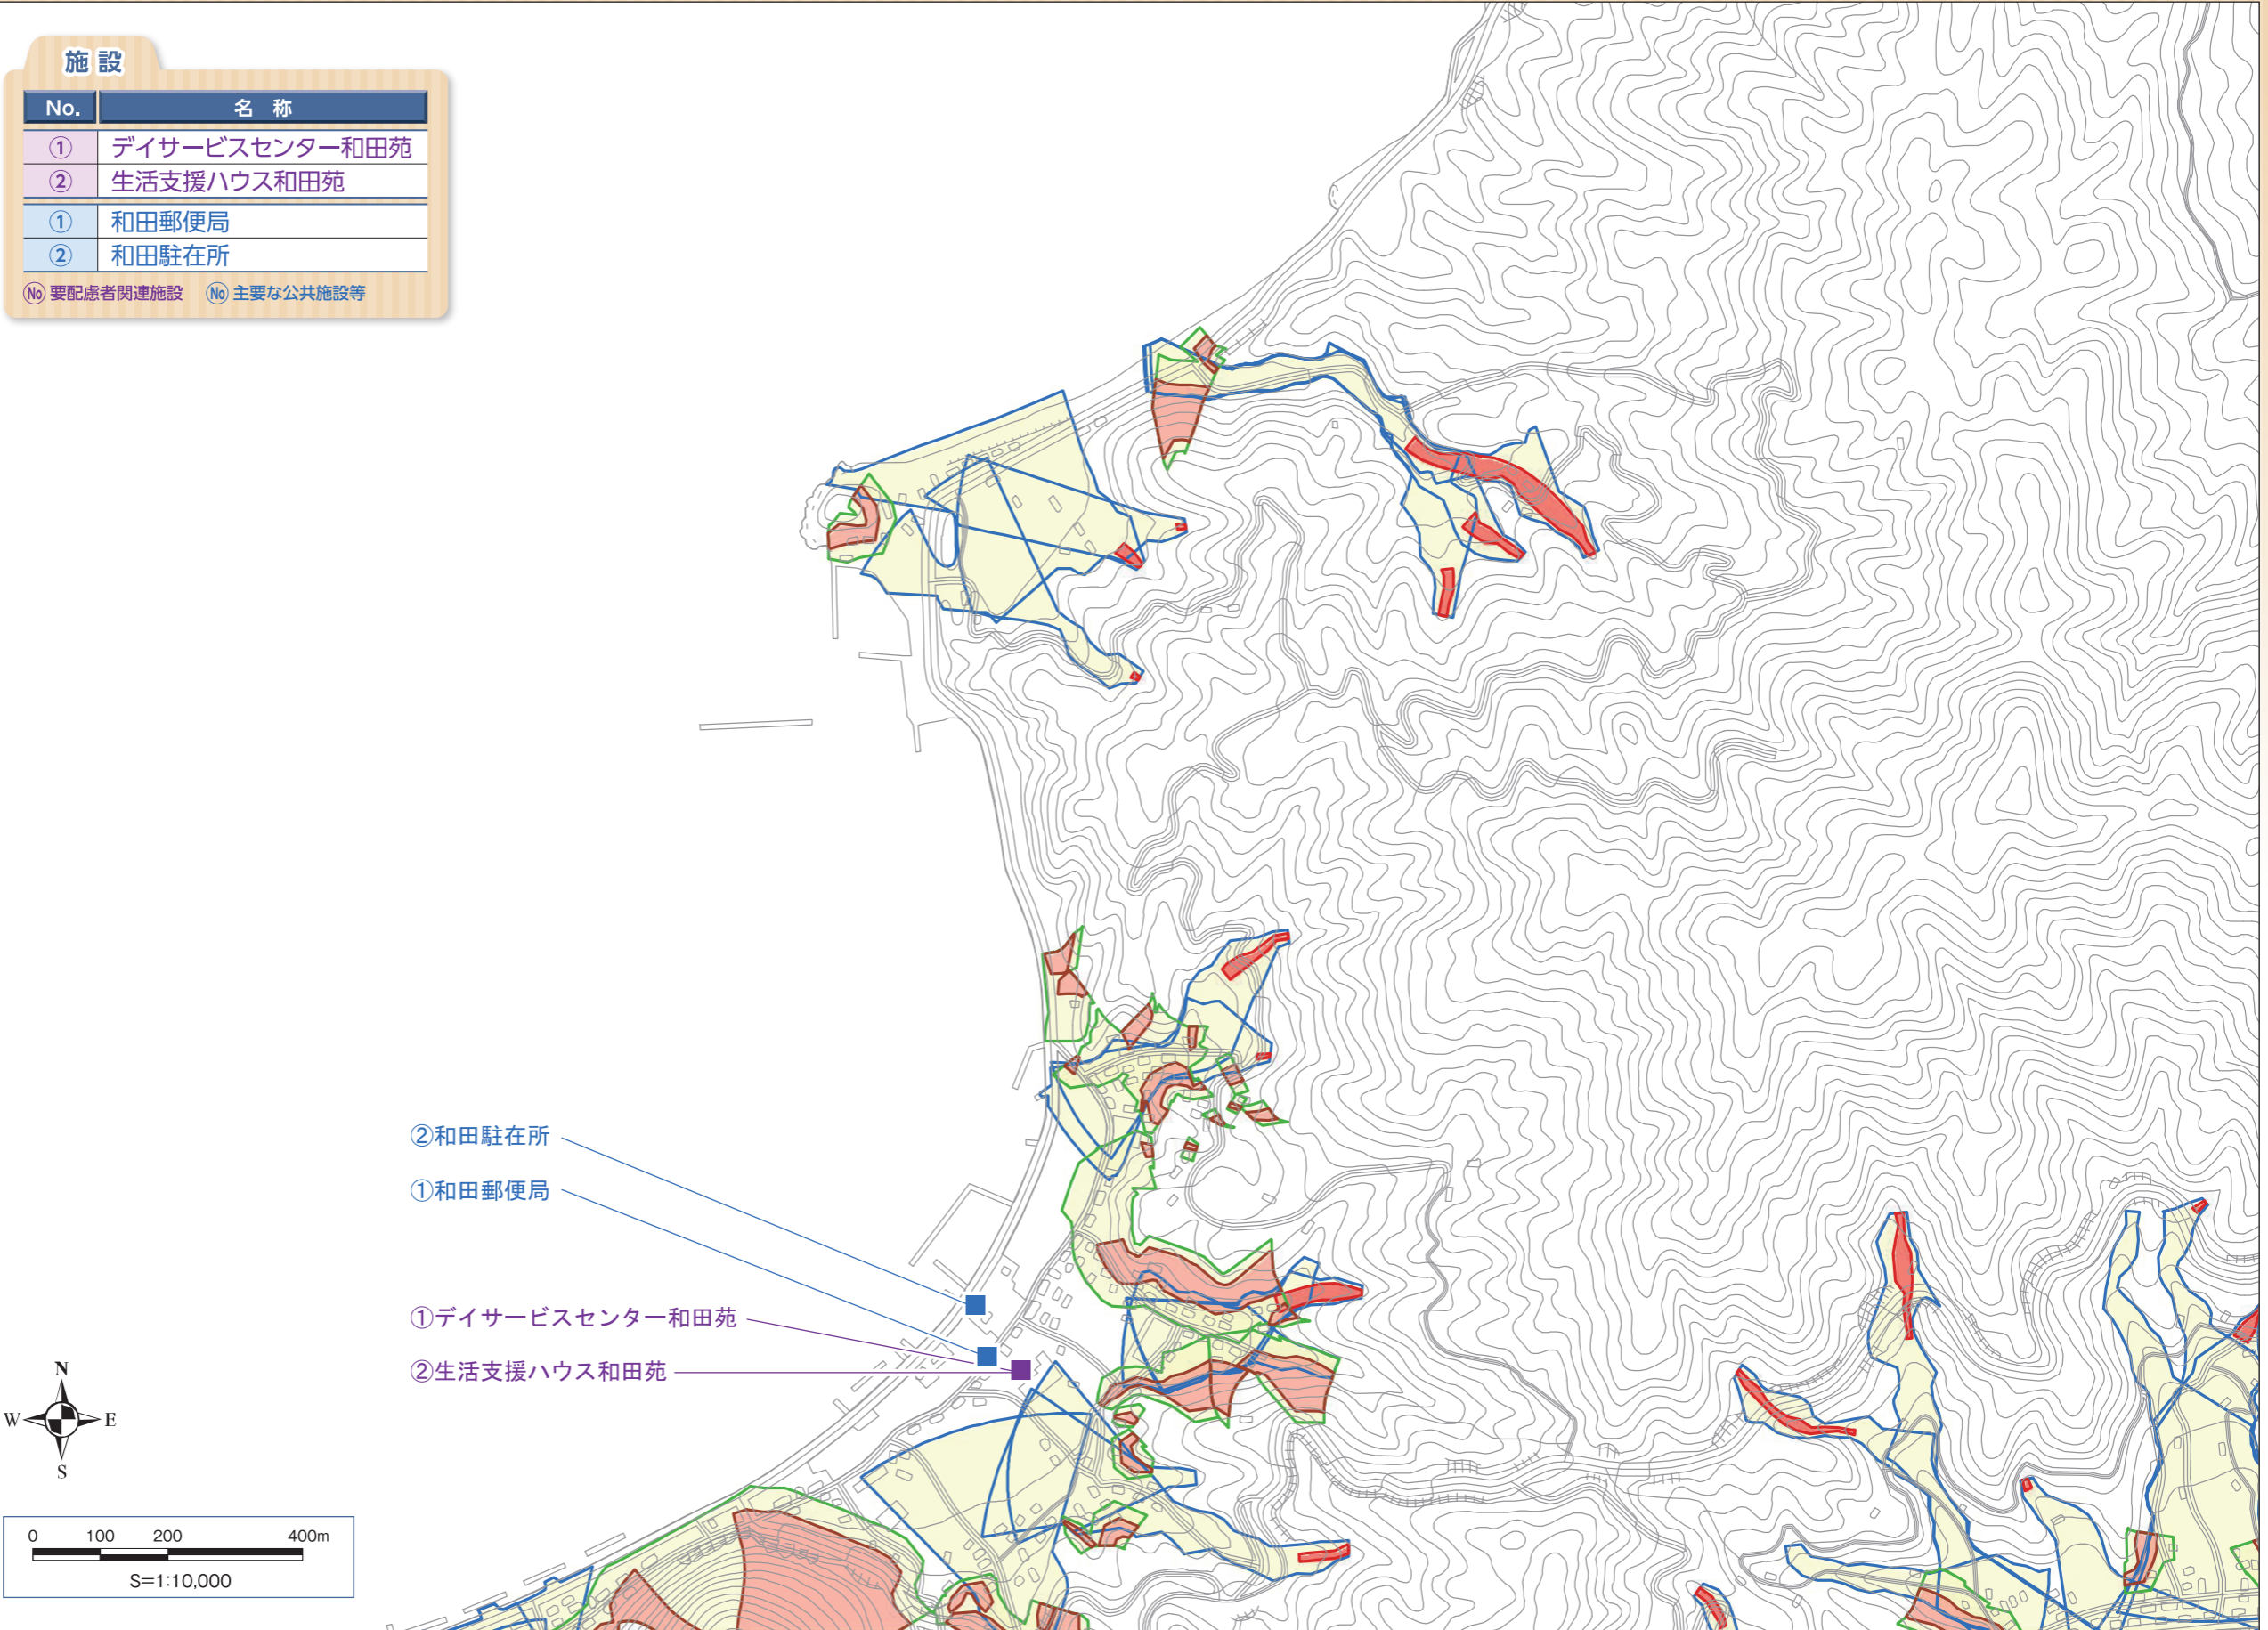 施設
No. 名称
① デイサービスセンター和田苑
② 生活支援ハウス和田苑
① 和田郵便局
② 和田駐在所
No 要配慮者関連施設 No 主要な公共施設等
②和田駐在所
①和田郵便局
①デイサービスセンター和田苑
②生活支援ハウス和田苑
N
W E
S
0 100 200 400m
S=1:10,000